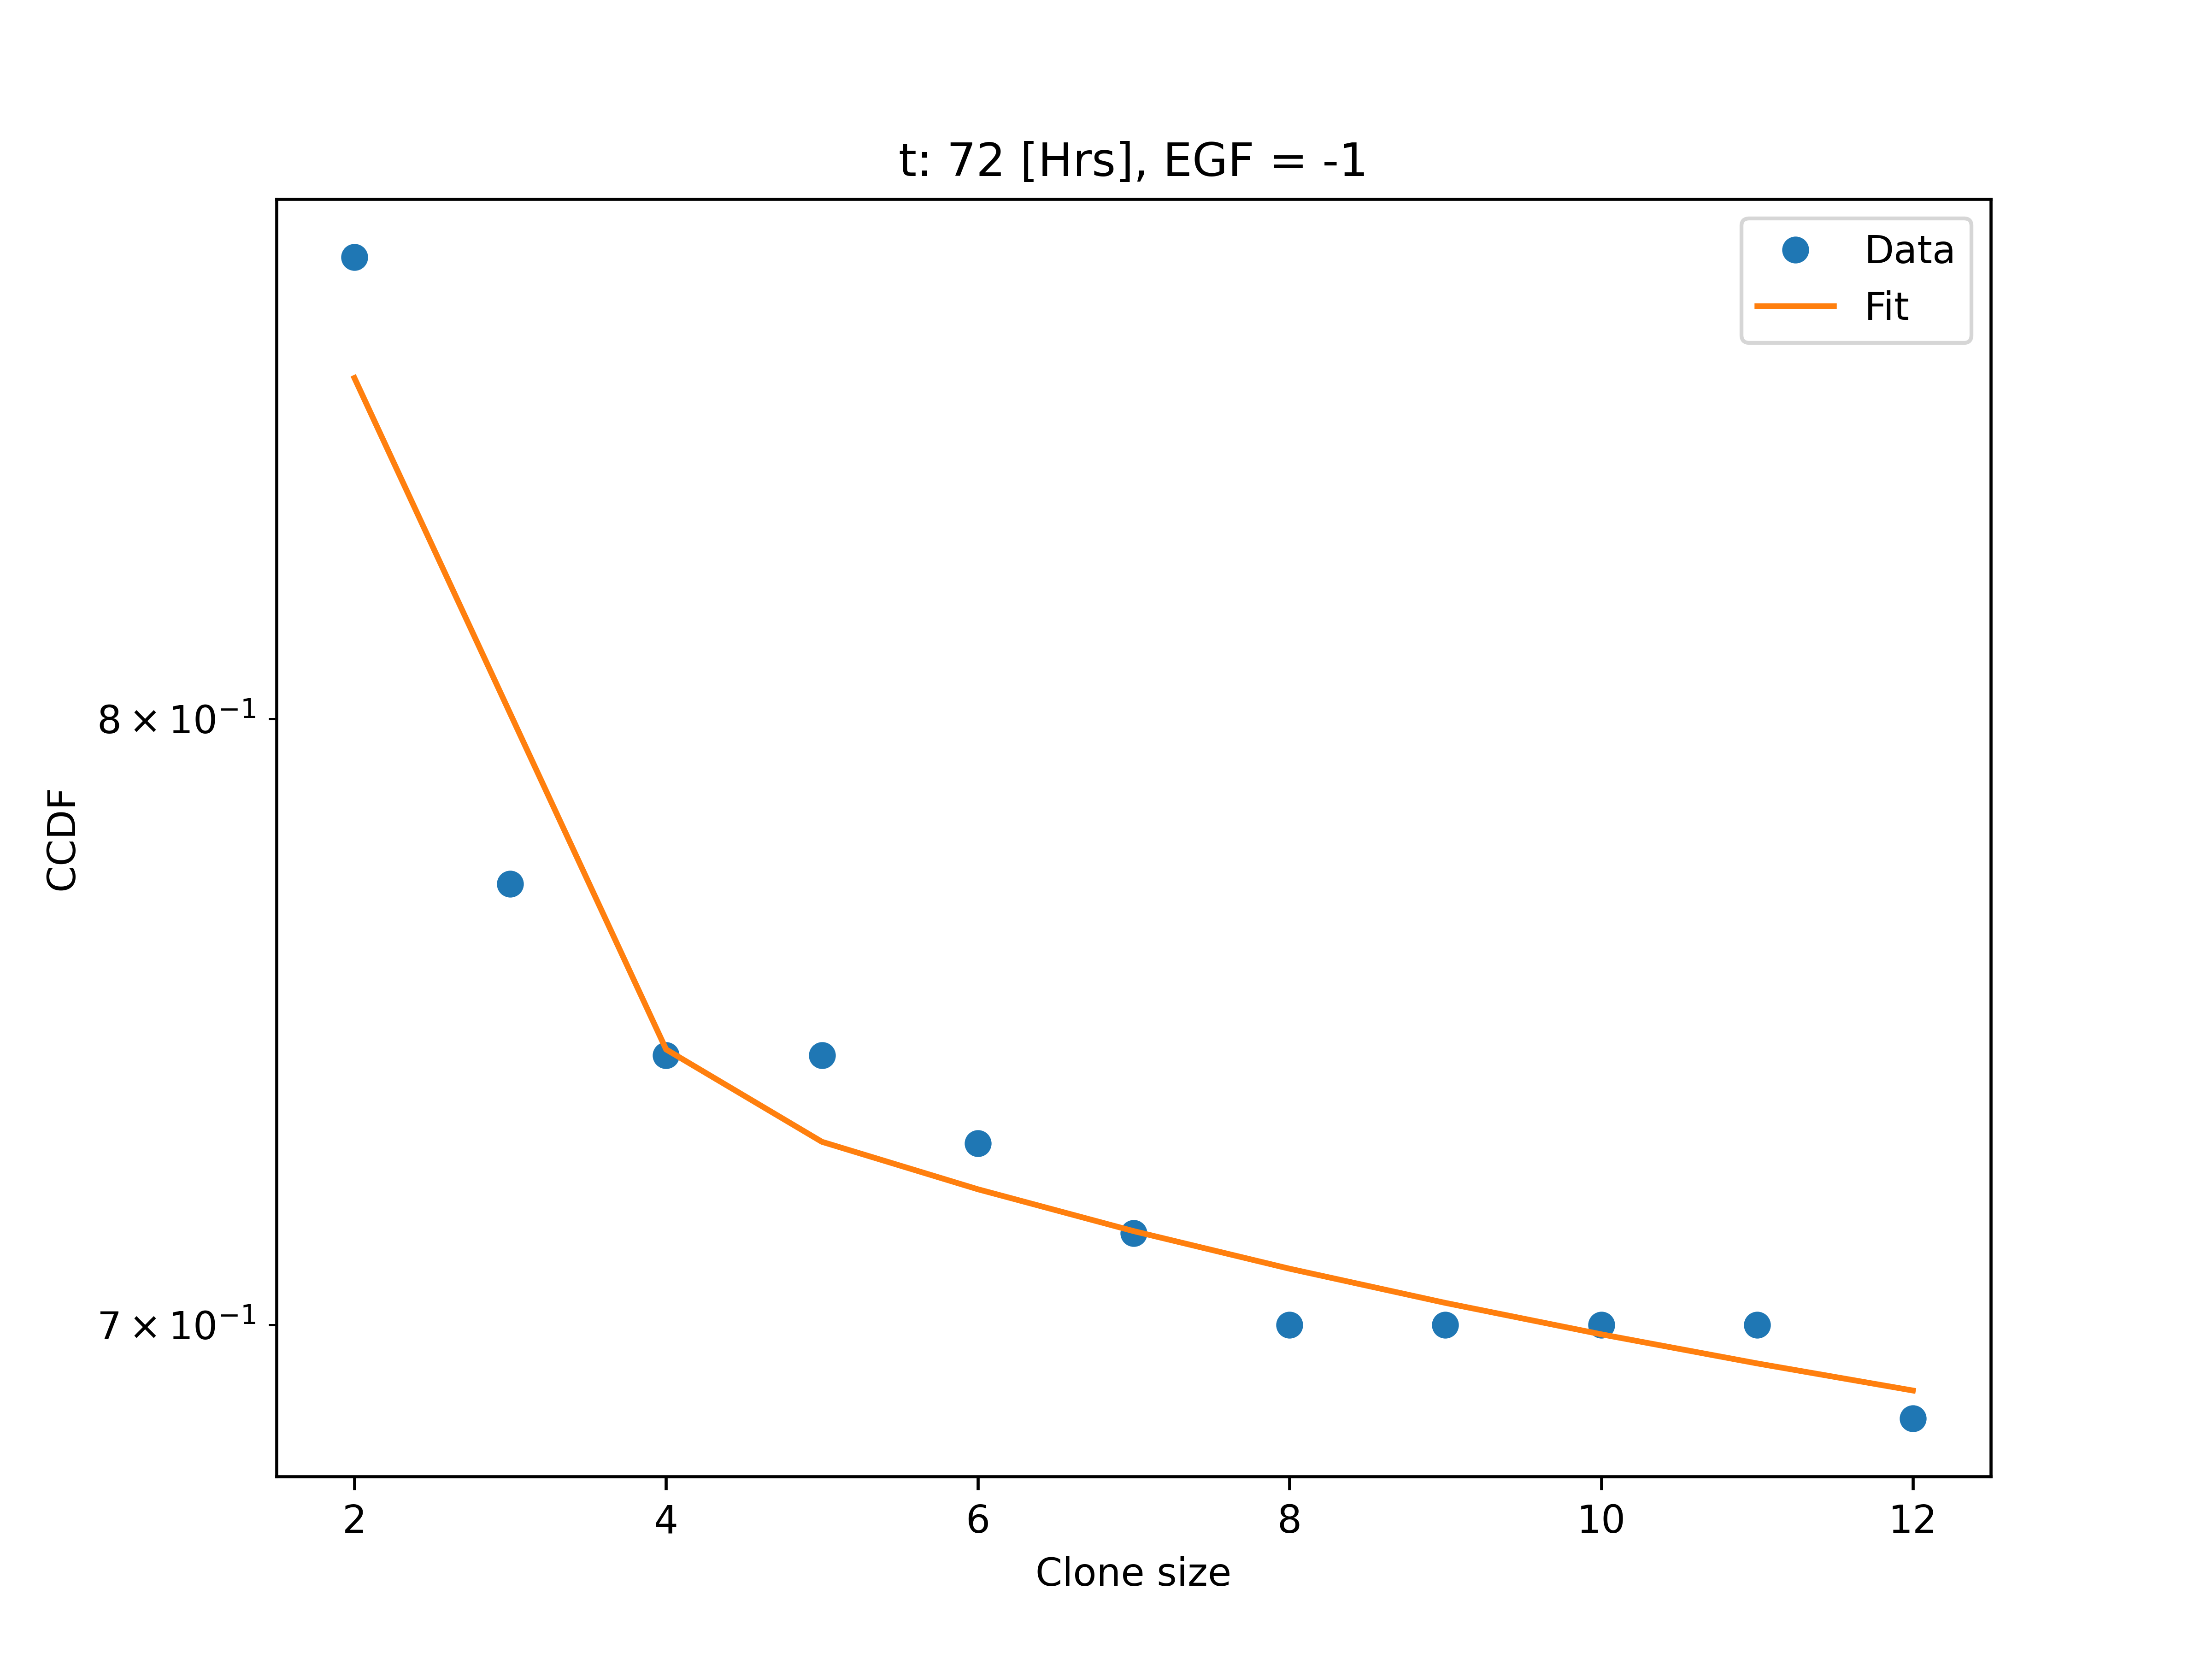 t: 72 [Hrs], EGF = -1
Data
Fit
8 × 10⁻¹
7 × 10⁻¹
CCDF
2 4 6 8 10 12
Clone size